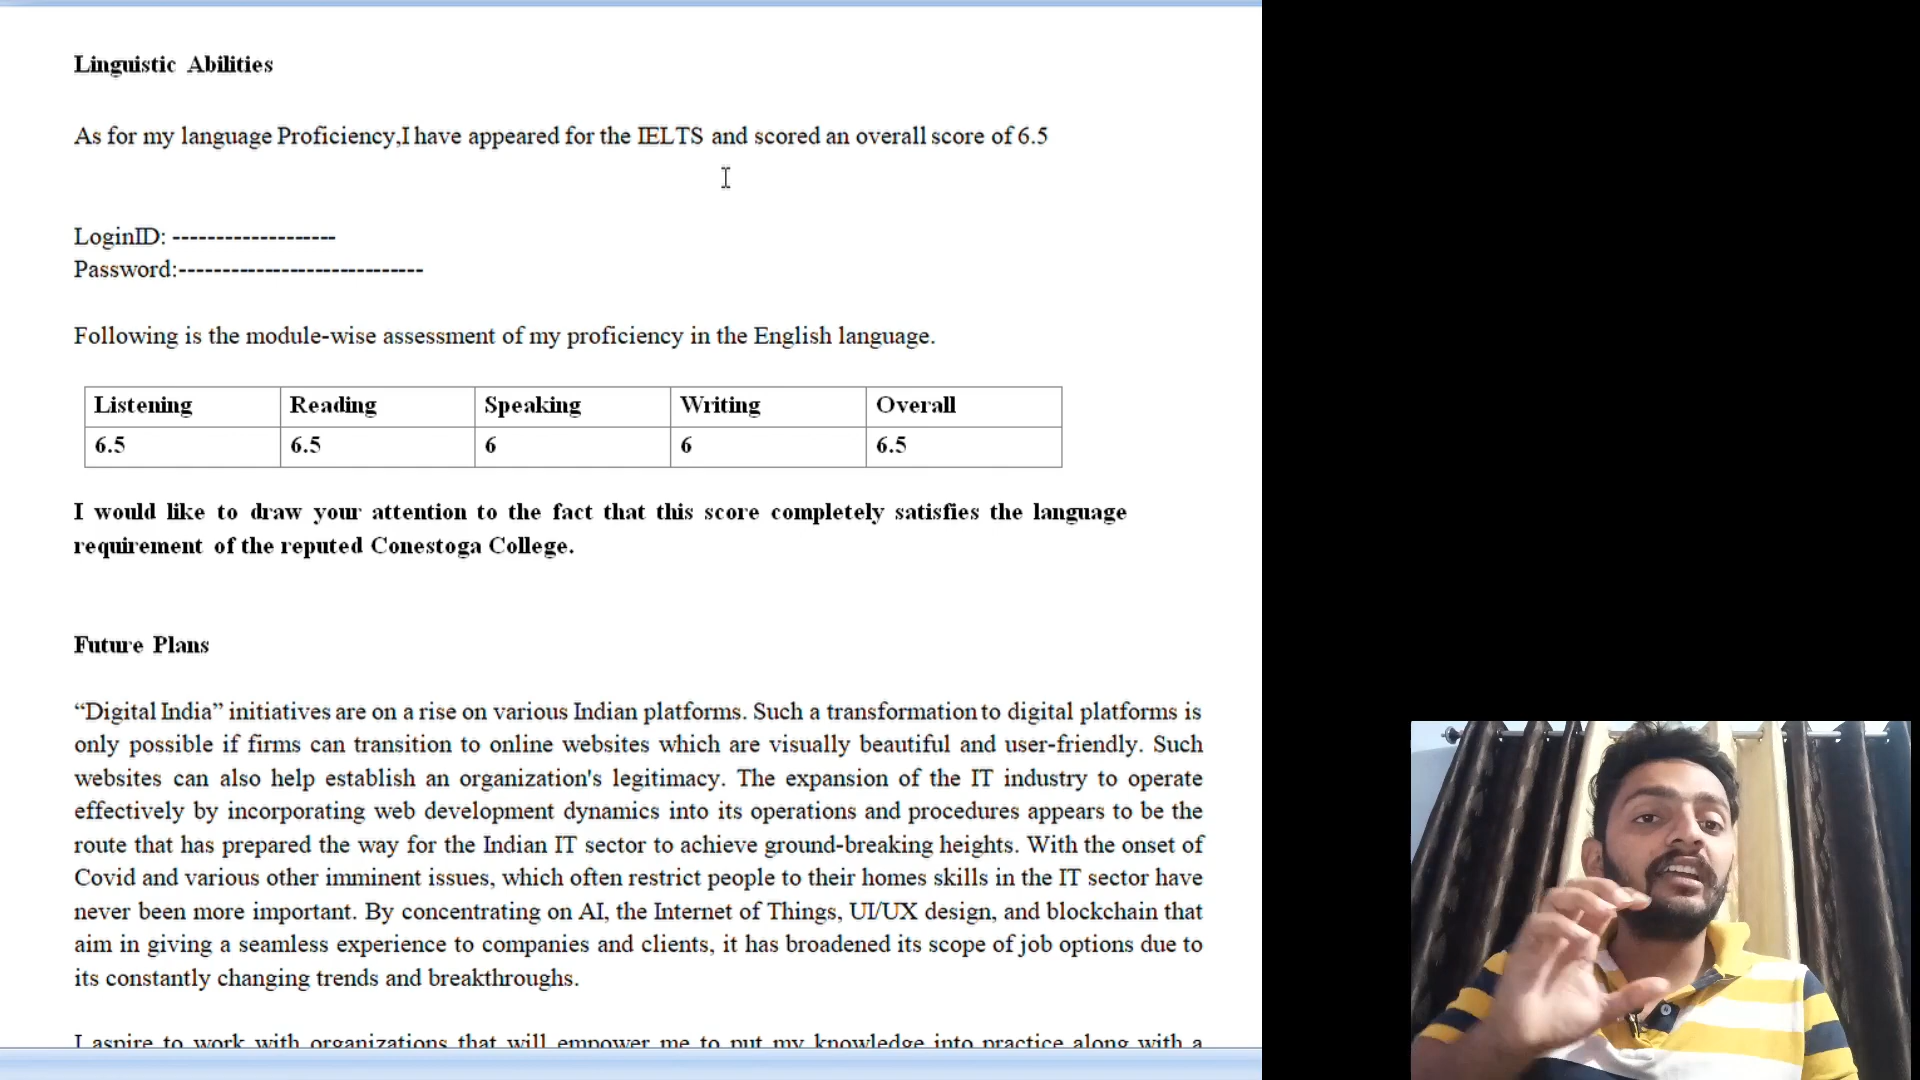 Linguistic Abilities
As for my language Proficiency,I have appeared for the IELTS and scored an overall score of 6.5
LoginID: -------------------
Password:----------------------------
Following is the module-wise assessment of my proficiency in the English language.
Listening Reading Speaking Writing Overall
6.5 6.5 6 6 6.5
I would like to draw your attention to the fact that this score completely satisfies the language
requirement of the reputed Conestoga College.
Future Plans
“Digital India” initiatives are on a rise on various Indian platforms. Such a transformation to digital platforms is
only possible if firms can transition to online websites which are visually beautiful and user-friendly. Such
websites can also help establish an organization's legitimacy. The expansion of the IT industry to operate
effectively by incorporating web development dynamics into its operations and procedures appears to be the
route that has prepared the way for the Indian IT sector to achieve ground-breaking heights. With the onset of
Covid and various other imminent issues, which often restrict people to their homes skills in the IT sector have
never been more important. By concentrating on AI, the Internet of Things, UI/UX design, and blockchain that
aim in giving a seamless experience to companies and clients, it has broadened its scope of job options due to
its constantly changing trends and breakthroughs.
I aspire to work with organizations that will empower me to put my knowledge into practice along with a